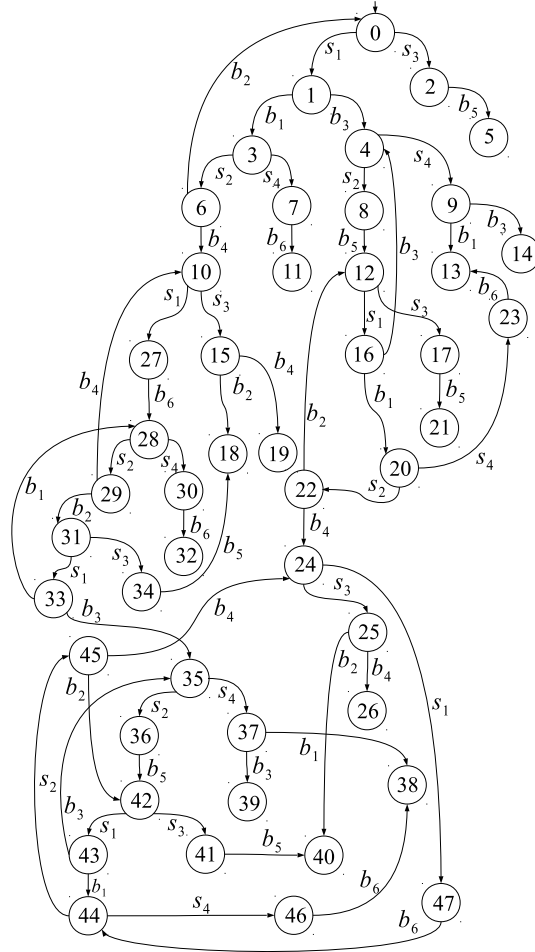 0
s₁ s₃
b₂ 1 2
b₅
b₁ b₃ 5
3 4
s₂ s₄ s₂ s₄
6 7 8 9
b₄ b₆ b₅ b₃ b₁ b₃
10 11 12 13 14
s₁ s₃ s₁ s₃ b₆ 23
27 15 16 17
b₄ b₆ b₂ b₄ b₂ b₁ b₅
28 18 19 21
b₁ s₂ s₄ 20 s₄
29 30 22 s₂
b₂ b₆ b₄
31 32 b₅
s₁ s₃ 24
33 34 s₃
b₃ b₄ 25
45 35 b₂ b₄ s₁
b₂ s₂ s₄ 26
36 37 b₁
s₂ b₃ b₅ b₃ 38
42 39
s₁ s₃
43 41 b₅ 40
b₁ b₆
44 s₄ 46 47
b₆